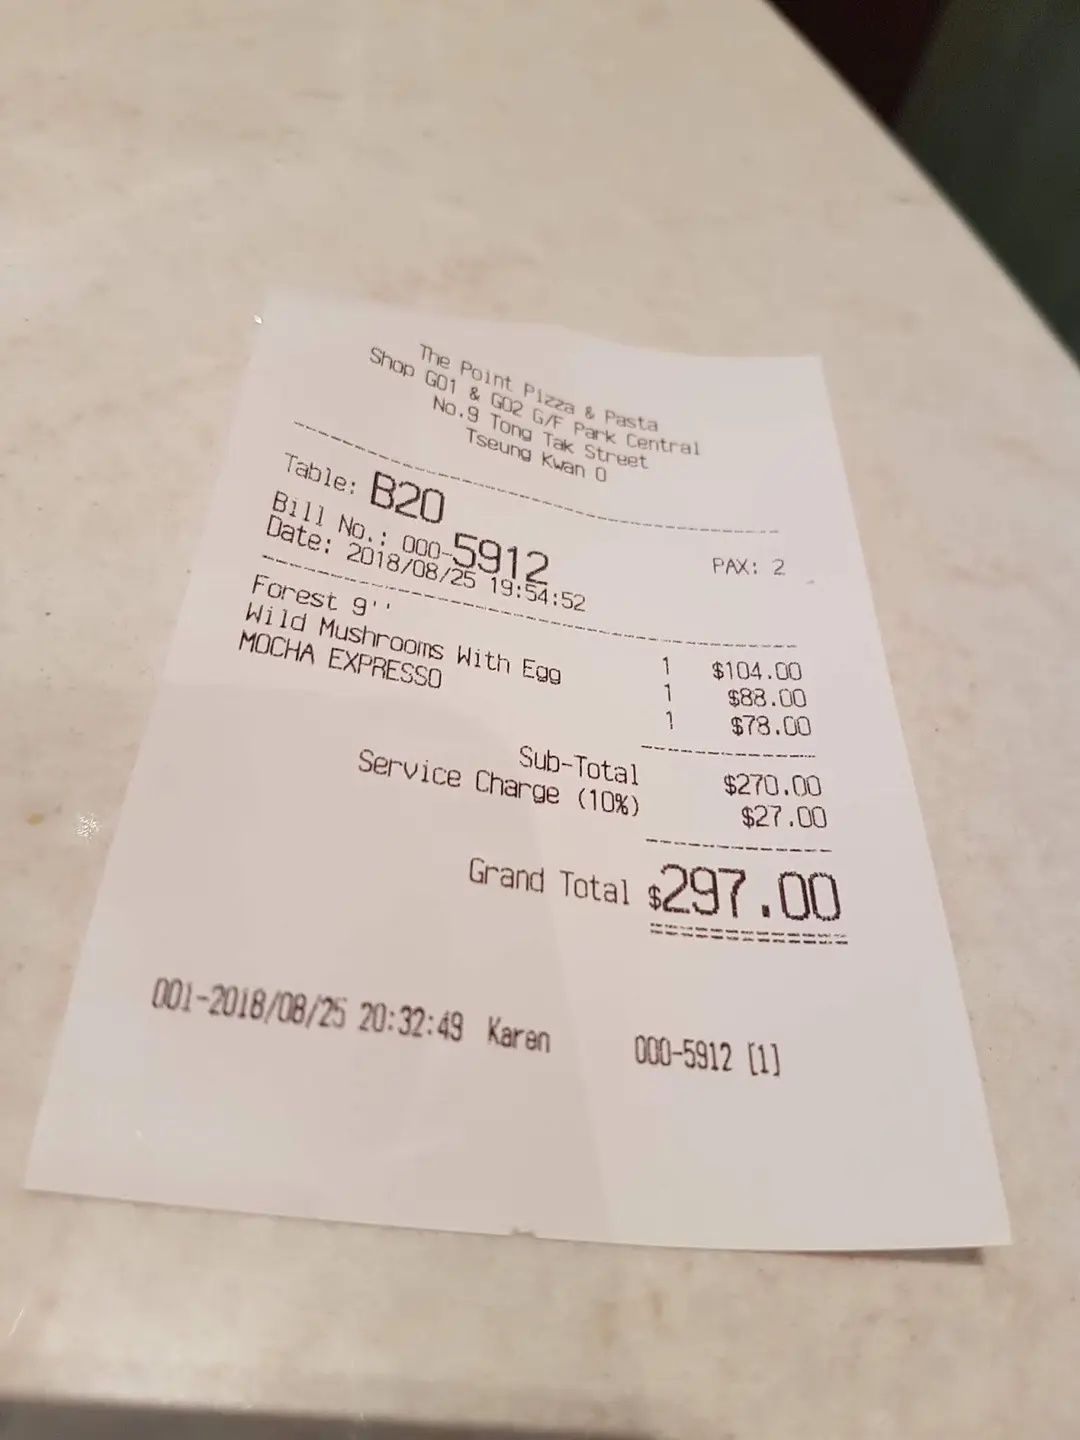 The Point Pizza & Pasta
Shop G01 & G02 G/F Park Central
No.9 Tong Tak Street
Tseung Kwan O
Table: B20
Bill No.: 000-5912 PAX: 2
Date: 2018/08/25 19:54:52
Forest 9'' 1 $104.00
Wild Mushrooms With Egg 1 $88.00
MOCHA EXPRESSO 1 $78.00
Sub-Total $270.00
Service Charge (10%) $27.00
Grand Total $297.00
001-2018/08/25 20:32:49 Karen 000-5912 [1]